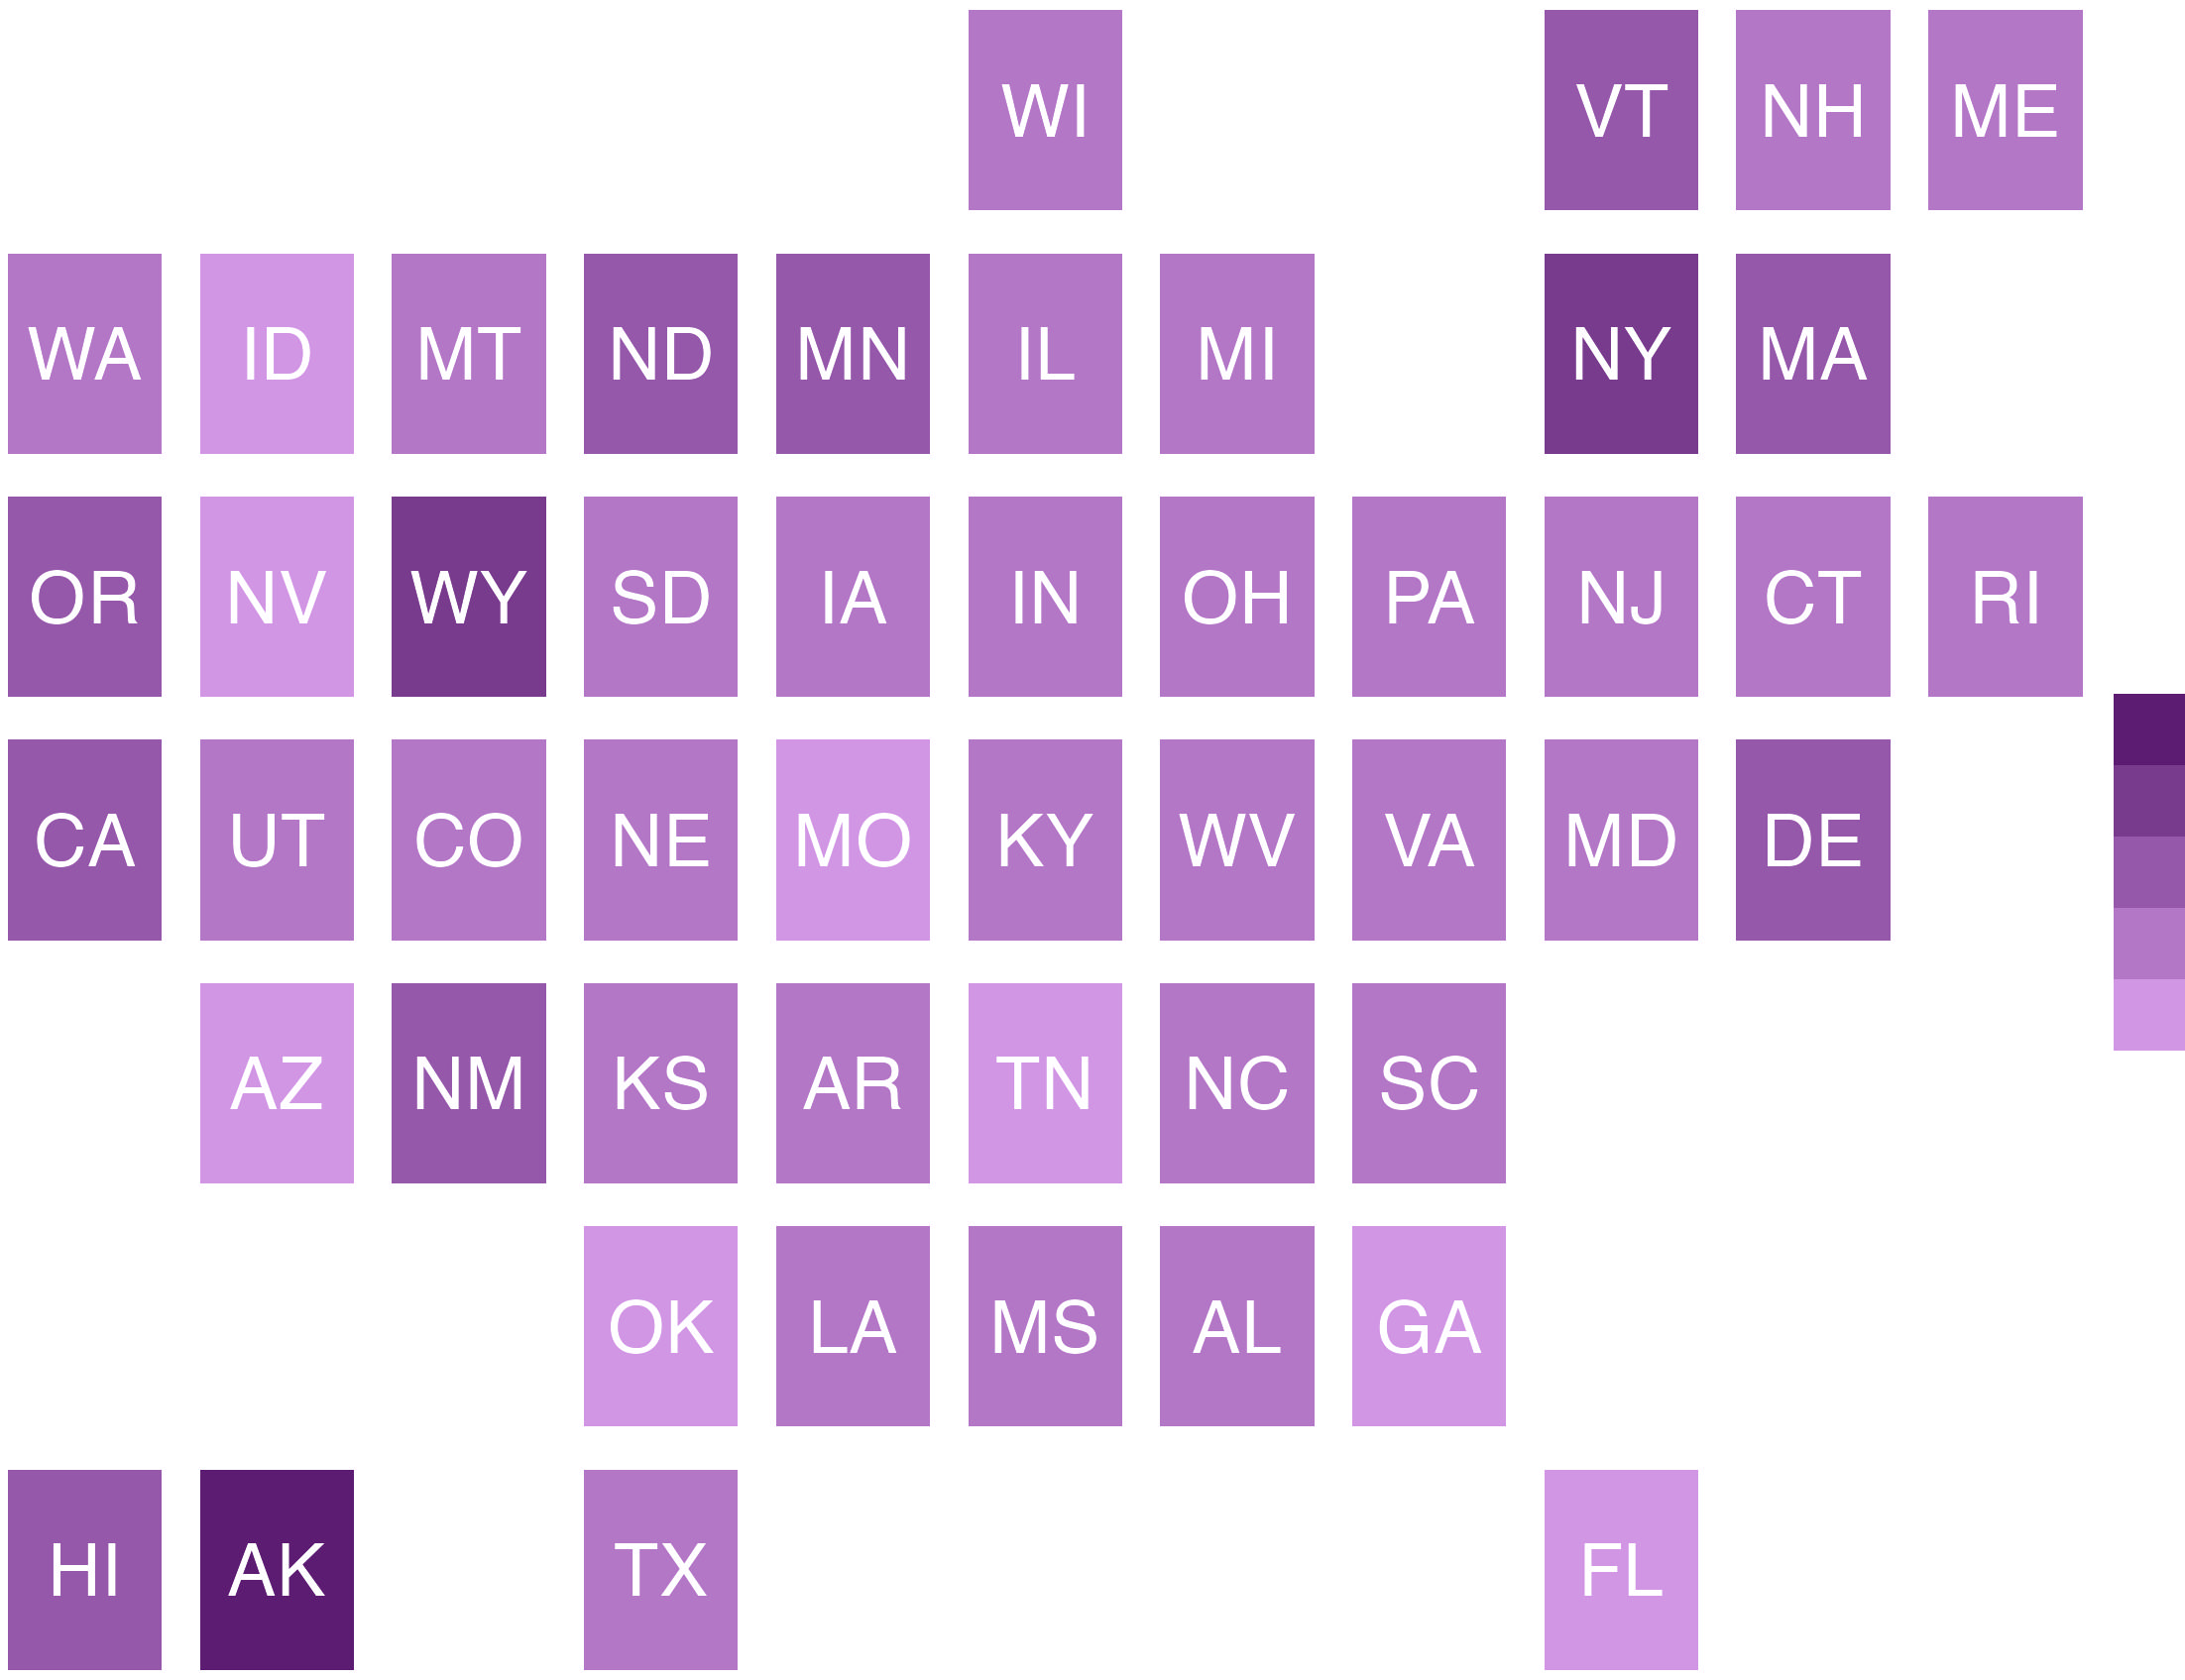 WI VT NH ME
WA ID MT ND MN IL MI NY MA
OR NV WY SD IA IN OH PA NJ CT RI
CA UT CO NE MO KY WV VA MD DE
AZ NM KS AR TN NC SC
OK LA MS AL GA
HI AK TX FL